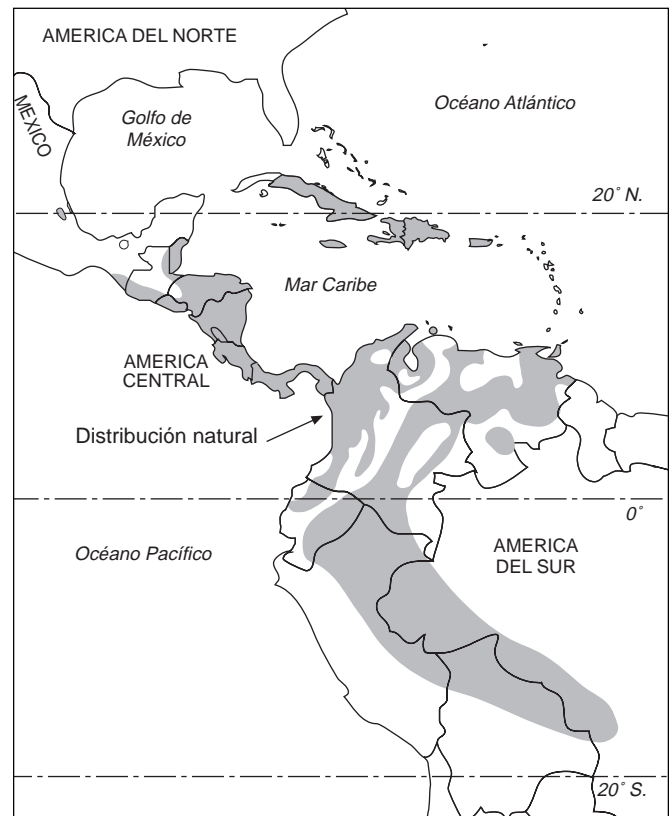 AMERICA DEL NORTE
MEXICO
Golfo de
México
Océano Atlántico
20° N.
Mar Caribe
AMERICA
CENTRAL
Distribución natural
0°
Océano Pacífico
AMERICA
DEL SUR
20° S.